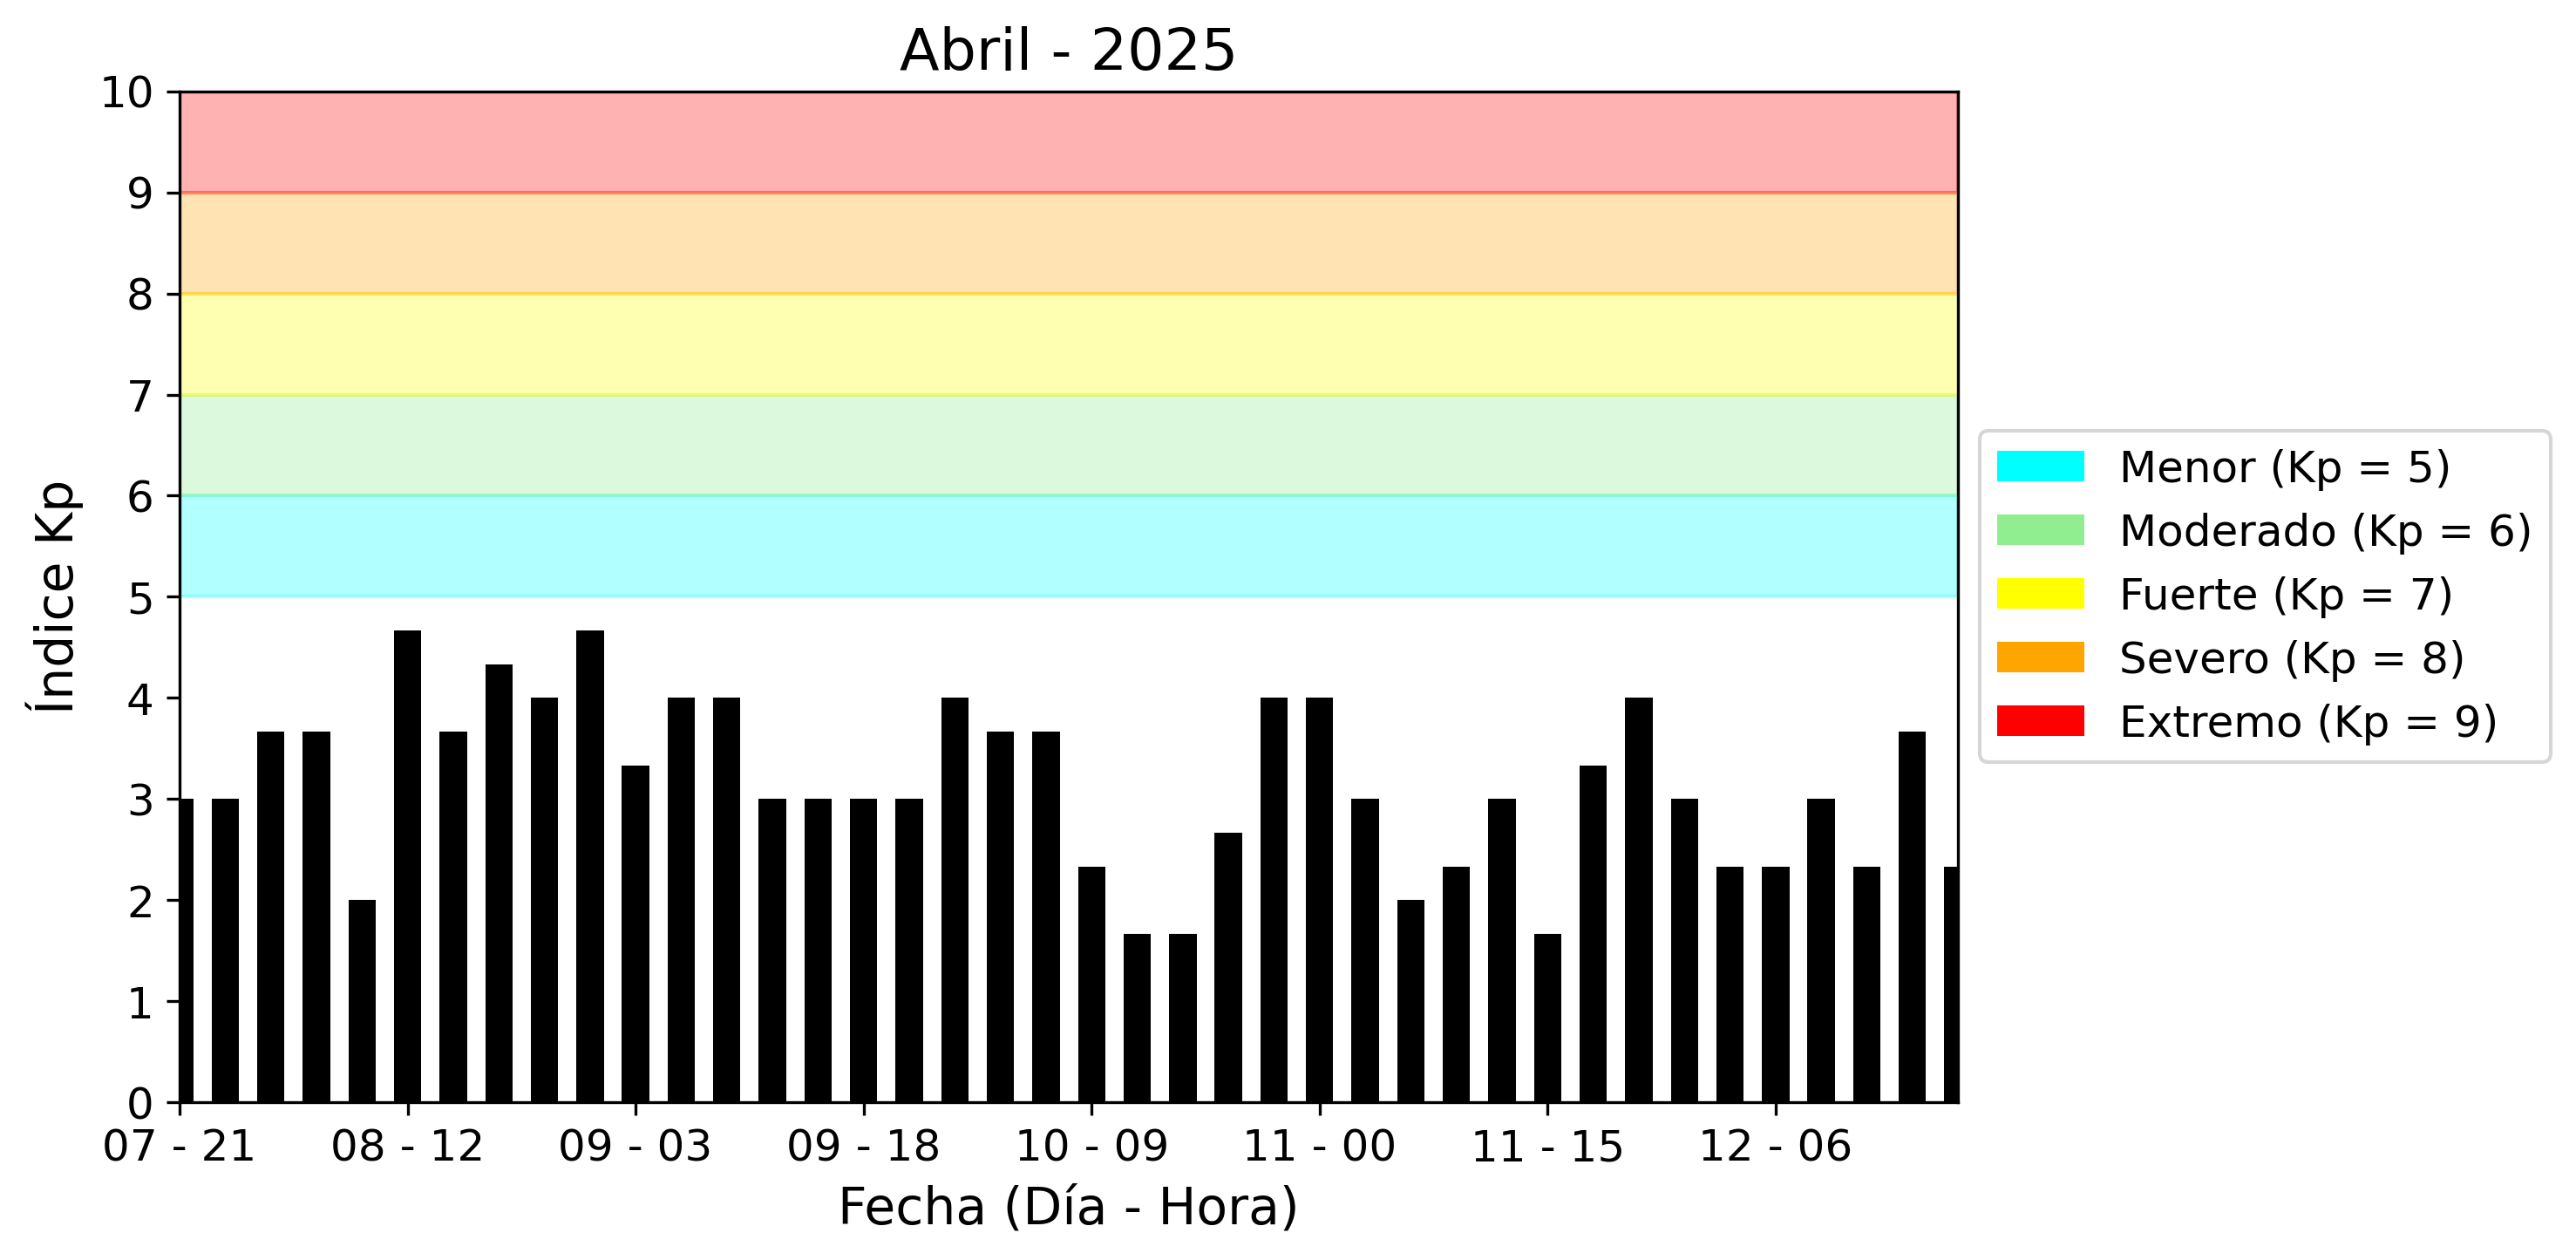 Abril - 2025
10
9
8
7
6
5
4
3
2
1
0
Índice Kp
07 - 21
08 - 12
09 - 03
09 - 18
10 - 09
11 - 00
11 - 15
12 - 06
Fecha (Día - Hora)
Menor (Kp = 5)
Moderado (Kp = 6)
Fuerte (Kp = 7)
Severo (Kp = 8)
Extremo (Kp = 9)